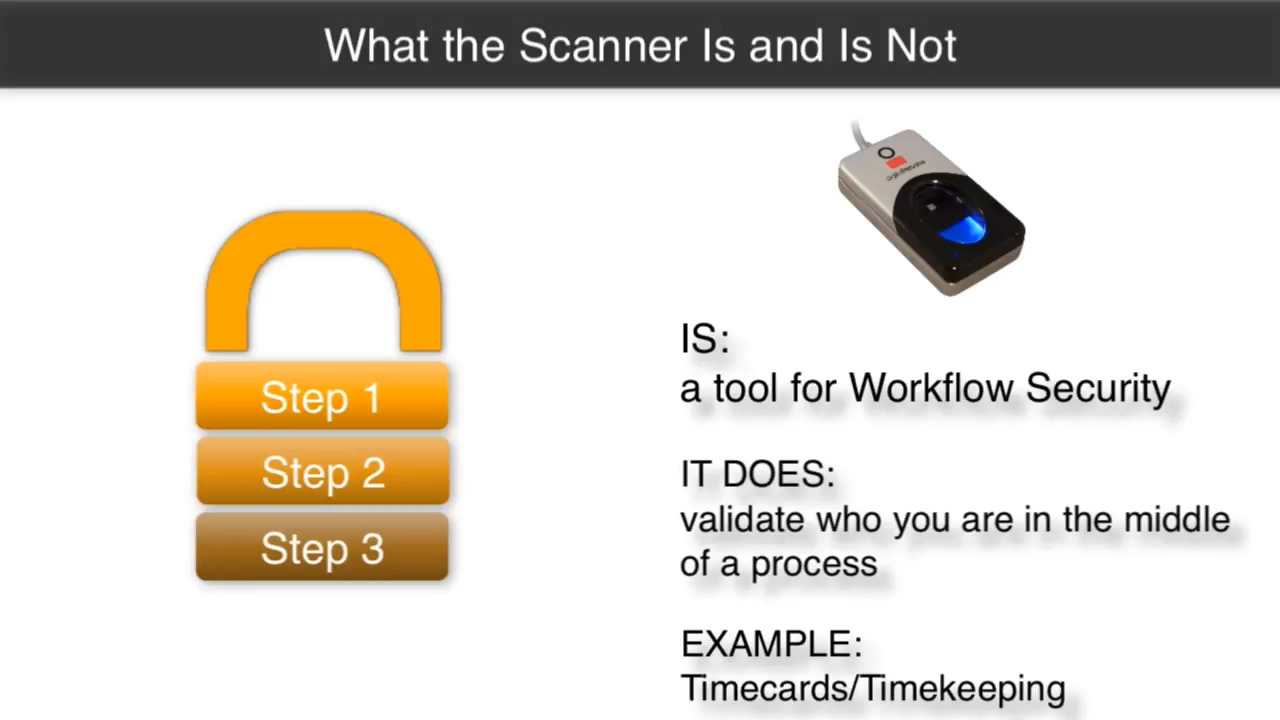 What the Scanner Is and Is Not
Step 1
Step 2
Step 3
IS:
a tool for Workflow Security
IT DOES:
validate who you are in the middle
of a process
EXAMPLE:
Timecards/Timekeeping